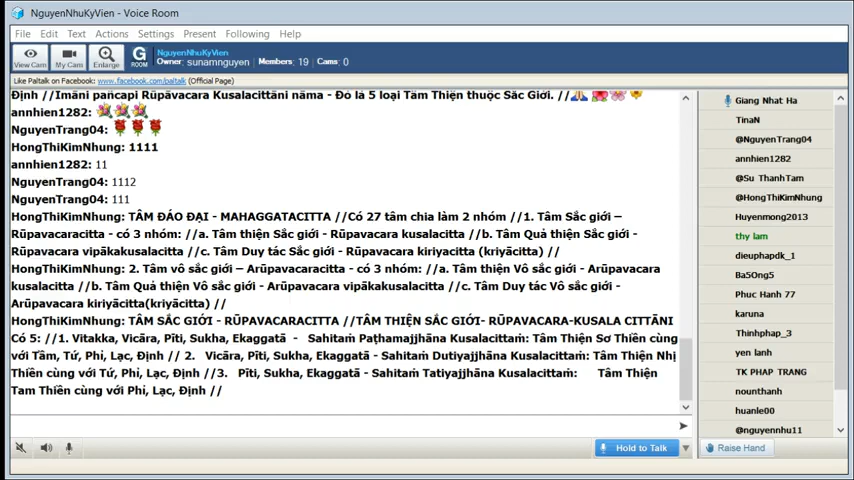 NguyenNhuKyVien - Voice Room
File Edit Text Actions Settings Present Following Help
View Cam My Cam Enlarge G ROOM
NguyenNhuKyVien
Owner: sunamnguyen Members: 19 Cams: 0
Like Paltalk on Facebook: www.facebook.com/paltalk (Official Page)
Định //Imāni pañcapi Rūpāvacara Kusalacittāni nāma - Đó là 5 loại Tâm Thiện thuộc Sắc Giới. //
annhien1282:
NguyenTrang04:
HongThiKimNhung: 1111
annhien1282: 11
NguyenTrang04: 1112
NguyenTrang04: 111
HongThiKimNhung: TÂM ĐÁO ĐẠI - MAHAGGATACITTA //Có 27 tâm chia làm 2 nhóm //1. Tâm Sắc giới –
Rūpāvacaracitta - có 3 nhóm: //a. Tâm thiện Sắc giới - Rūpavacara kusalacitta //b. Tâm Quả thiện Sắc giới -
Rūpavacara vipākakusalacitta //c. Tâm Duy tác Sắc giới - Rūpavacara kiriyacitta (kriyācitta) //
HongThiKimNhung: 2. Tâm vô sắc giới – Arūpavacaracitta - có 3 nhóm: //a. Tâm thiện Vô sắc giới - Arūpavacara
kusalacitta //b. Tâm Quả thiện Vô sắc giới - Arūpavacara vipākakusalacitta //c. Tâm Duy tác Vô sắc giới -
Arūpavacara kiriyācitta(kriyācitta) //
HongThiKimNhung: TÂM SẮC GIỚI - RŪPAVACARACITTA //TÂM THIỆN SẮC GIỚI- RŪPAVACARA-KUSALA CITTĀNI
Có 5: //1. Vitakka, Vicāra, Pīti, Sukha, Ekaggatā - Sahitaṁ Paṭhamajjhāna Kusalacittaṁ: Tâm Thiện Sơ Thiền cùng
với Tầm, Tứ, Phỉ, Lạc, Định // 2. Vicāra, Pīti, Sukha, Ekaggatā - Sahitaṁ Dutiyajjhāna Kusalacittaṁ: Tâm Thiện Nhị
Thiền cùng với Tứ, Phỉ, Lạc, Định //3. Pīti, Sukha, Ekaggatā - Sahitaṁ Tatiyajjhāna Kusalacittaṁ: Tâm Thiện
Tam Thiền cùng với Phỉ, Lạc, Định //
Hold to Talk
Giang Nhat Ha
TinaN
@NguyenTrang04
annhien1282
@Su ThanhTam
@HongThiKimNhung
Huyenmong2013
thy lam
dieuphapdk_1
Ba5Ong5
Phuc Hanh 77
karuna
Thinhphap_3
yen lanh
TK PHAP TRANG
nounthanh
huanle00
@nguyennhu11
Raise Hand